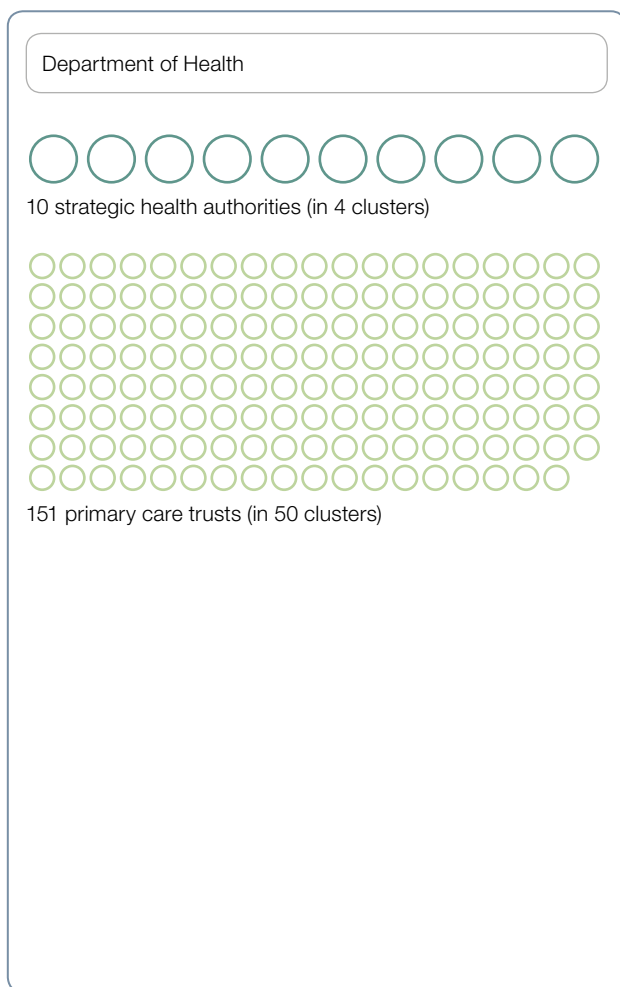 Department of Health
10 strategic health authorities (in 4 clusters)
151 primary care trusts (in 50 clusters)